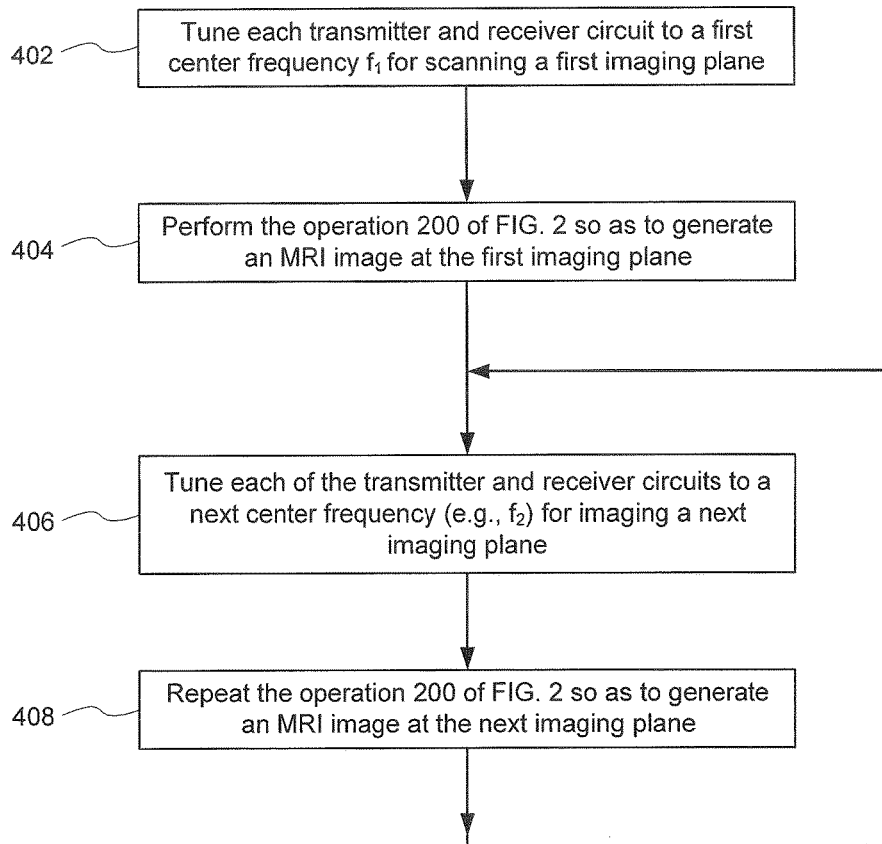 402
Tune each transmitter and receiver circuit to a first
center frequency f₁ for scanning a first imaging plane
404
Perform the operation 200 of FIG. 2 so as to generate
an MRI image at the first imaging plane
406
Tune each of the transmitter and receiver circuits to a
next center frequency (e.g., f₂) for imaging a next
imaging plane
408
Repeat the operation 200 of FIG. 2 so as to generate
an MRI image at the next imaging plane